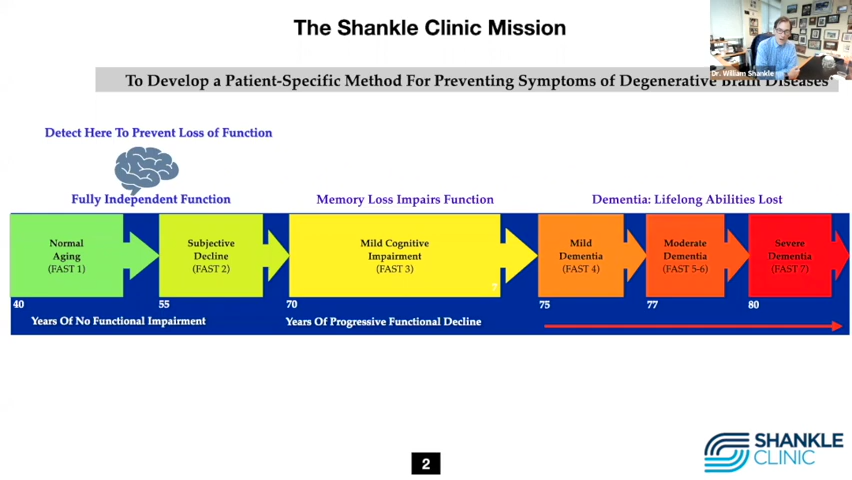 The Shankle Clinic Mission
Dr. William Shankle
To Develop a Patient-Specific Method For Preventing Symptoms of Degenerative Brain Diseases
Detect Here To Prevent Loss of Function
Fully Independent Function
Memory Loss Impairs Function
Dementia: Lifelong Abilities Lost
Normal
Aging
(FAST 1)
Subjective
Decline
(FAST 2)
Mild Cognitive
Impairment
(FAST 3)
?
Mild
Dementia
(FAST 4)
Moderate
Dementia
(FAST 5-6)
Severe
Dementia
(FAST 7)
40
55
70
75
77
80
Years Of No Functional Impairment
Years Of Progressive Functional Decline
2
SHANKLE
CLINIC